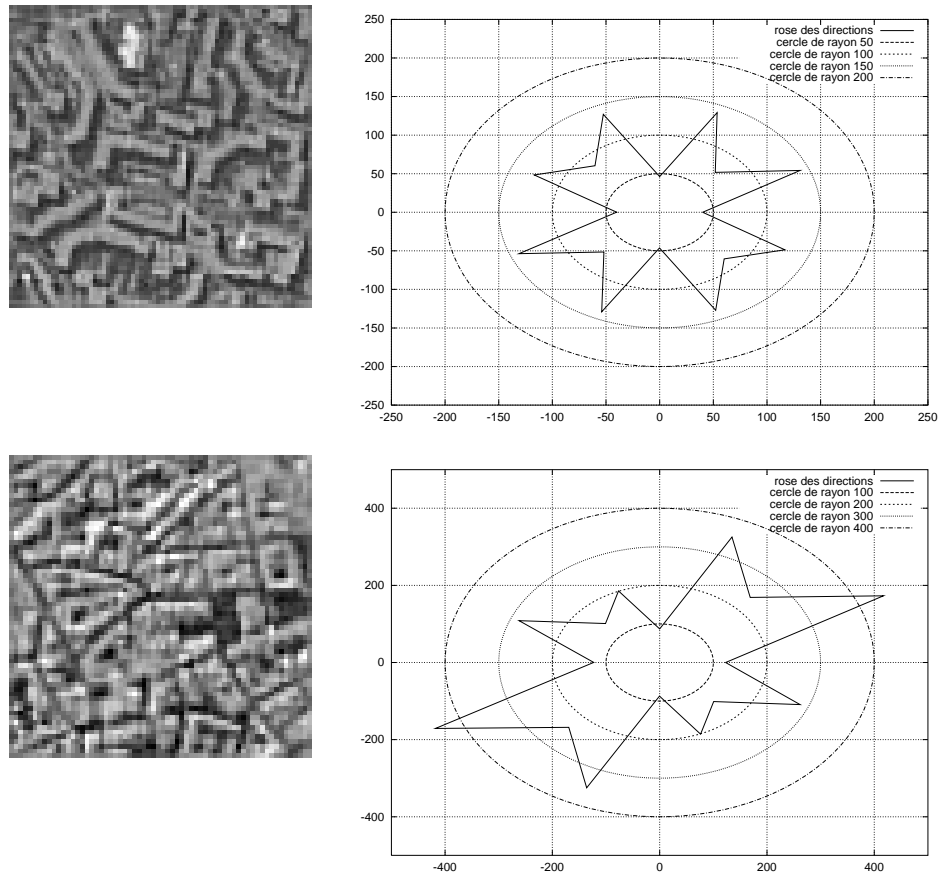 250
200
150
100
50
0
-50
-100
-150
-200
-250
-250 -200 -150 -100 -50 0 50 100 150 200 250
rose des directions
cercle de rayon 50
cercle de rayon 100
cercle de rayon 150
cercle de rayon 200
400
200
0
-200
-400
-400 -200 0 200 400
rose des directions
cercle de rayon 100
cercle de rayon 200
cercle de rayon 300
cercle de rayon 400